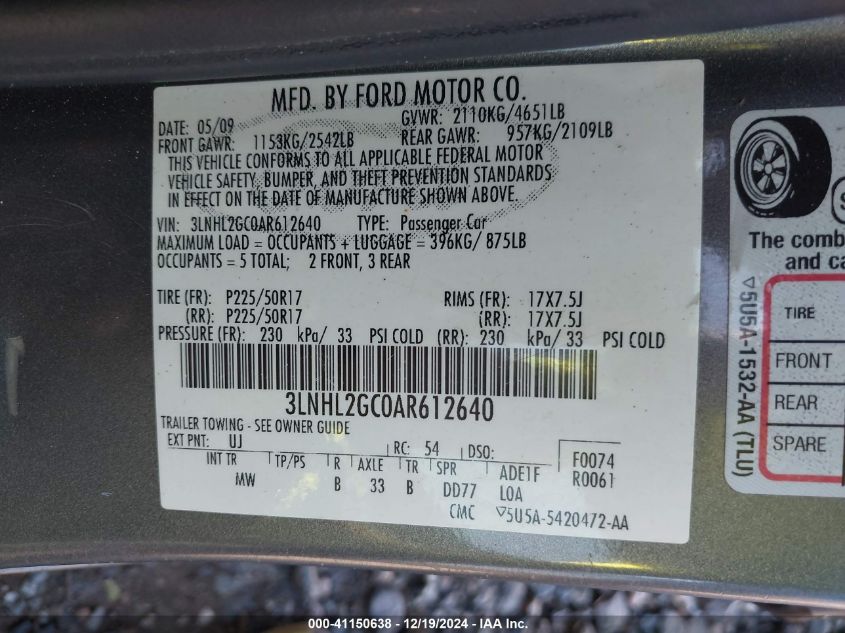 MFD. BY FORD MOTOR CO.
DATE: 05/09 GVWR: 2110KG/4651LB
FRONT GAWR: 1153KG/2542LB REAR GAWR: 957KG/2109LB
THIS VEHICLE CONFORMS TO ALL APPLICABLE FEDERAL MOTOR
VEHICLE SAFETY, BUMPER, AND THEFT PREVENTION STANDARDS
IN EFFECT ON THE DATE OF MANUFACTURE SHOWN ABOVE.
VIN: 3LNHL2GC0AR612640 TYPE: Passenger Car
MAXIMUM LOAD = OCCUPANTS + LUGGAGE = 396KG/ 875LB
OCCUPANTS = 5 TOTAL; 2 FRONT, 3 REAR
TIRE (FR): P225/50R17 RIMS (FR): 17X7.5J
(RR): P225/50R17 (RR): 17X7.5J
PRESSURE (FR): 230 kPa/ 33 PSI COLD (RR): 230 kPa/ 33 PSI COLD
3LNHL2GC0AR612640
TRAILER TOWING - SEE OWNER GUIDE
EXT PNT: UJ RC: 54 DSO: F0074
INT TR TP/PS R AXLE TR SPR ADE1F R0061
MW B 33 B DD77 LOA
CMC ▽5U5A-5420472-AA
The comb
and ca
TIRE
FRONT
REAR
SPARE
▽5U5A-1532-AA (TLU)
000-41150638 - 12/19/2024 - IAA Inc.